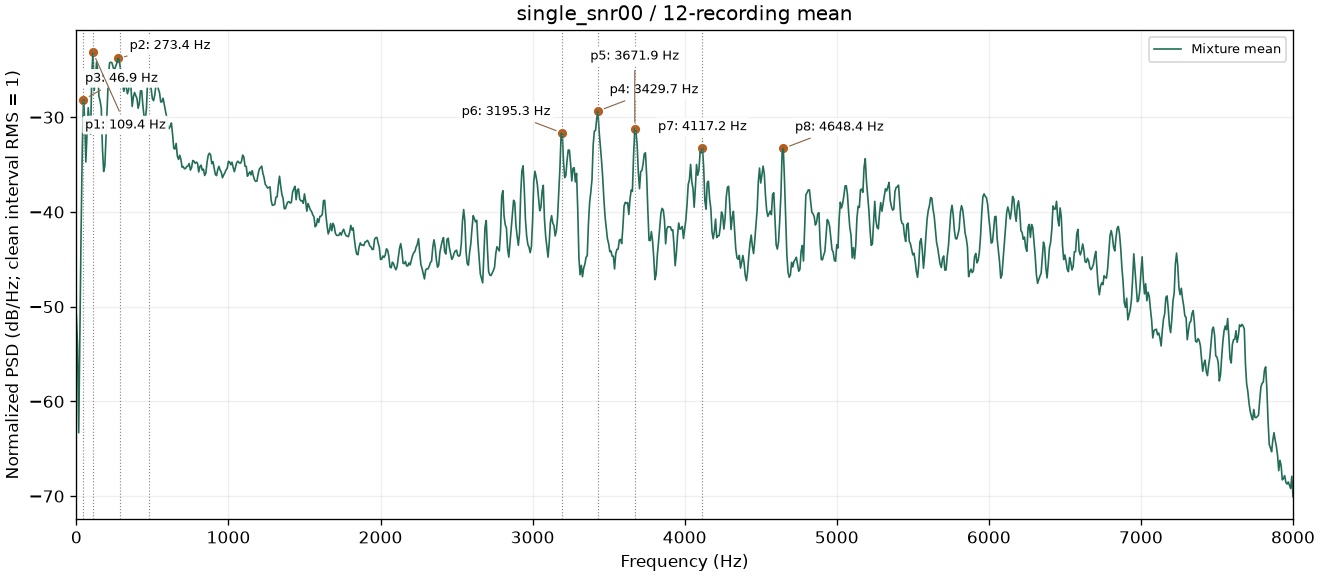 single_snr00 / 12-recording mean
Mixture mean
p2: 273.4 Hz
p3: 46.9 Hz
p1: 109.4 Hz
p5: 3671.9 Hz
p4: 3429.7 Hz
p6: 3195.3 Hz
p7: 4117.2 Hz
p8: 4648.4 Hz
Normalized PSD (dB/Hz; clean interval RMS = 1)
−30
−40
−50
−60
−70
0 1000 2000 3000 4000 5000 6000 7000 8000
Frequency (Hz)